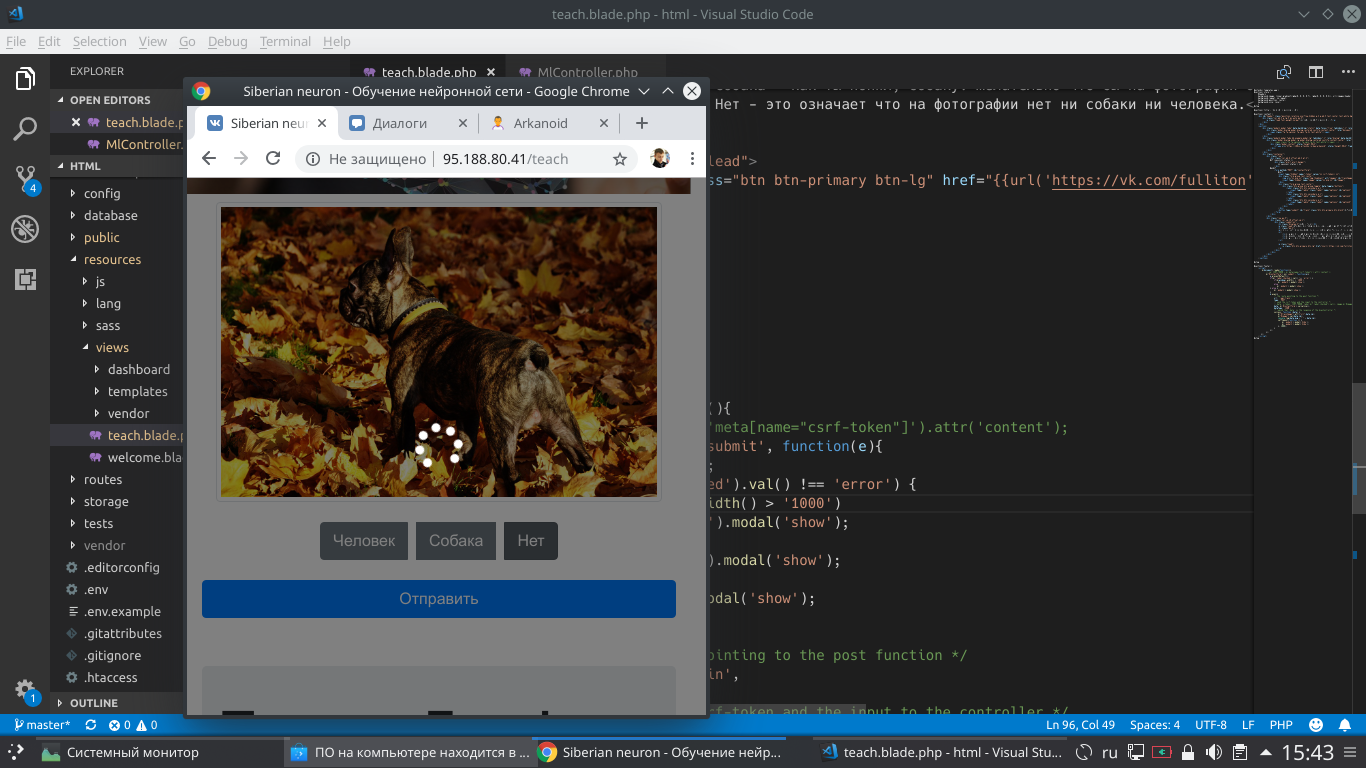 teach.blade.php - html - Visual Studio Code
File Edit Selection View Go Debug Terminal Help
EXPLORER
OPEN EDITORS
teach.blade.p
MlController.
HTML
config
database
public
resources
js
lang
sass
views
dashboard
templates
vendor
teach.blade.p
welcome.bla
routes
storage
tests
vendor
.editorconfig
.env
.env.example
.gitattributes
.gitignore
.htaccess
OUTLINE
4
1
teach.blade.php
MlController.php
Siberian neuron - Обучение нейронной сети - Google Chrome
Siberian neur
Диалоги
Arkanoid
Не защищено
95.188.80.41/teach
Человек
Собака
Нет
Отправить
Нет - это означает что на фотографии нет ни собаки ни человека.<
lead">
ss="btn btn-primary btn-lg" href="{{url('https://vk.com/fulliton'
(){
'meta[name="csrf-token"]').attr('content');
submit', function(e){
;
ed').val() !== 'error') {
idth() > '1000')
').modal('show');
).modal('show');
odal('show');
ointing to the post function */
in',
rf-token and the input to the controller */
master*
0
0
Ln 96, Col 49
Spaces: 4
UTF-8
LF
PHP
Системный монитор
ПО на компьютере находится в ...
Siberian neuron - Обучение нейр...
teach.blade.php - html - Visual Stu...
ru
15:43